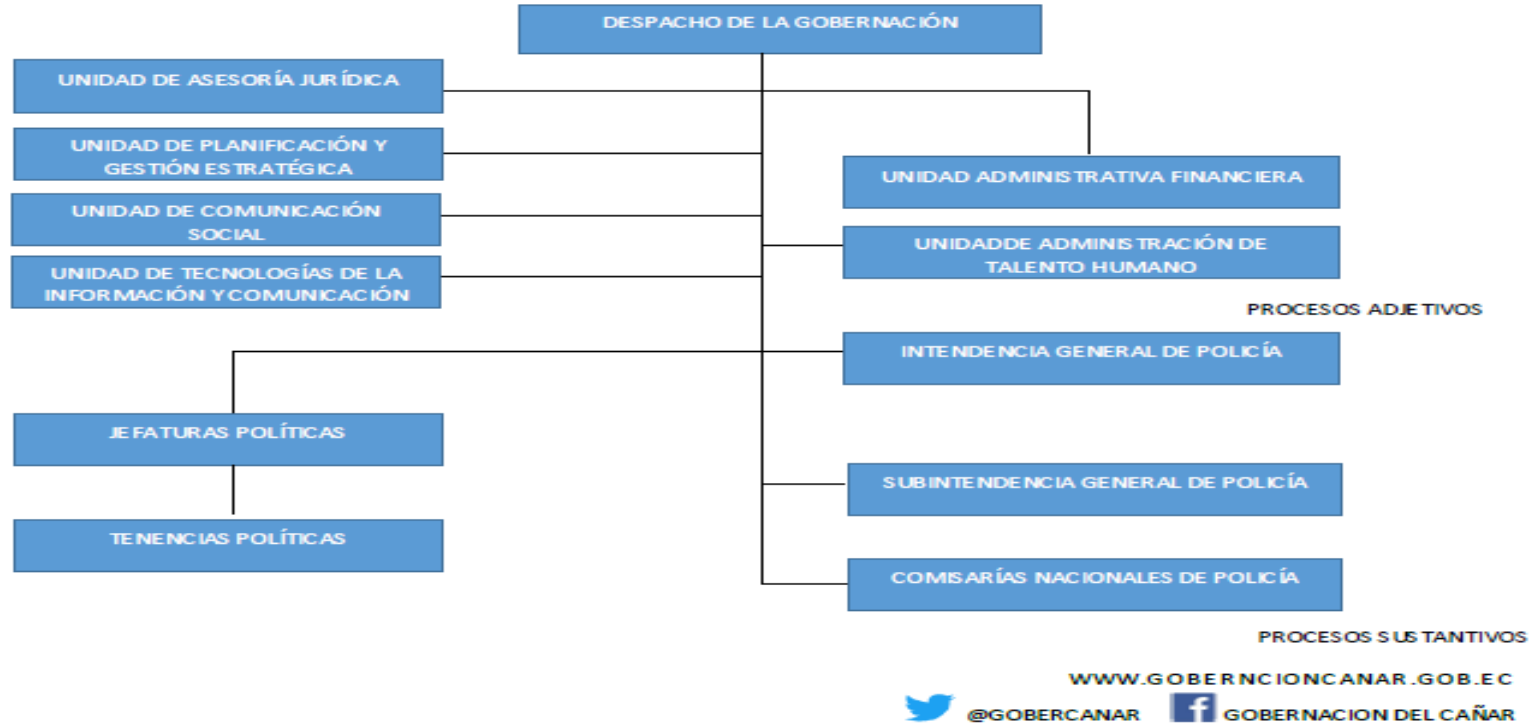 DESPACHO DE LA GOBERNACIÓN
UNIDAD DE ASESORÍA JURÍDICA
UNIDAD DE PLANIFICACIÓN Y
GESTIÓN ESTRATÉGICA
UNIDAD DE COMUNICACIÓN
SOCIAL
UNIDAD DE TECNOLOGÍAS DE LA
INFORMACIÓN Y COMUNICACIÓN
UNIDAD ADMINISTRATIVA FINANCIERA
UNIDADDE ADMINISTRACIÓN DE
TALENTO HUMANO
PROCESOS ADJETIVOS
INTENDENCIA GENERAL DE POLICÍA
JEFATURAS POLÍTICAS
SUBINTENDENCIA GENERAL DE POLICÍA
TENENCIAS POLÍTICAS
COMISARÍAS NACIONALES DE POLICÍA
PROCESOS SUSTANTIVOS
WWW.GOBERNCIONCANAR.GOB.EC
@GOBERCANAR f GOBERNACION DEL CAÑAR